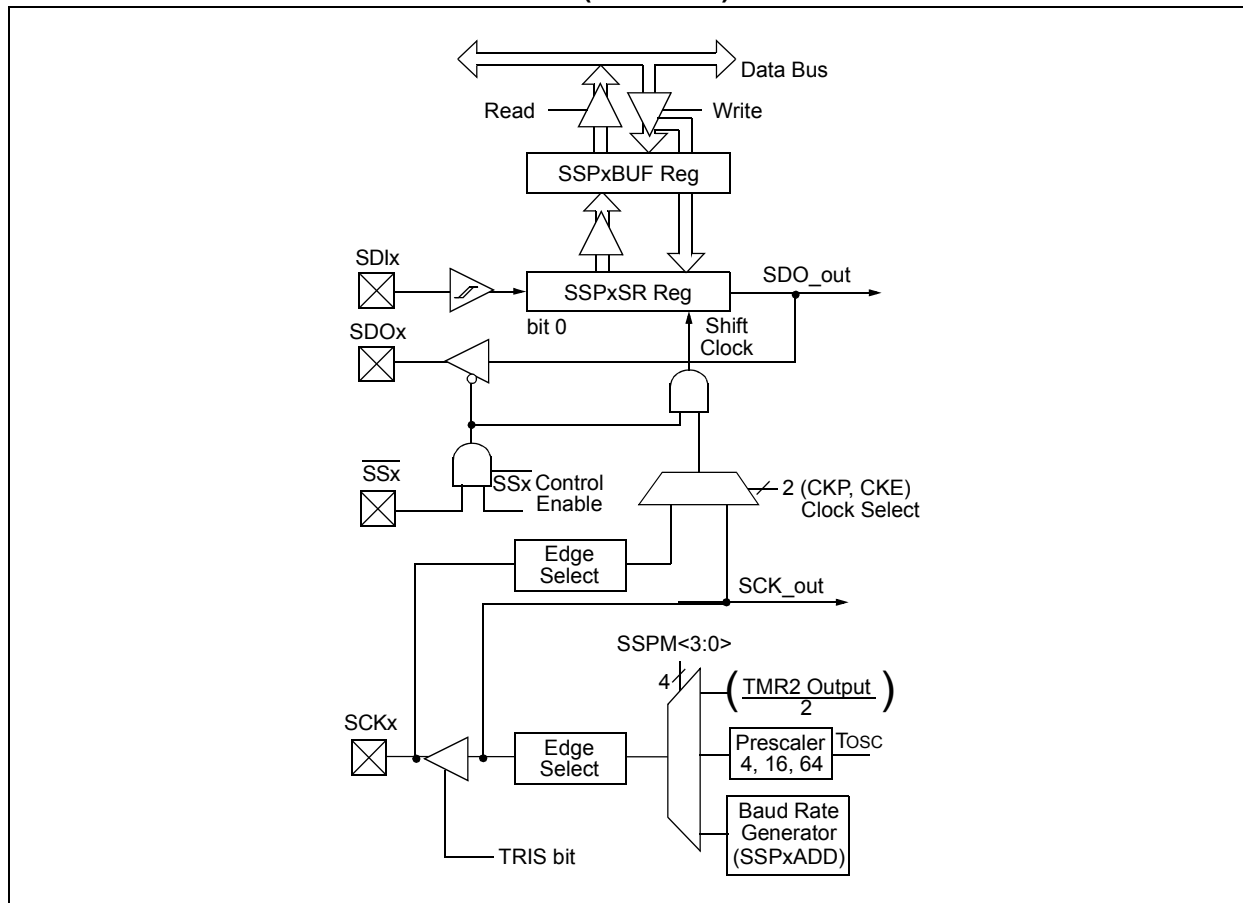 Data Bus
Read
Write
SSPxBUF Reg
SDIx
SSPxSR Reg
SDO_out
bit 0
Shift
Clock
SDOx
SSx
SSx Control
Enable
2 (CKP, CKE)
Clock Select
Edge
Select
SCK_out
SSPM<3:0>
4
(TMR2 Output)
2
SCKx
Edge
Select
Prescaler
4, 16, 64
TOSC
Baud Rate
Generator
(SSPxADD)
TRIS bit